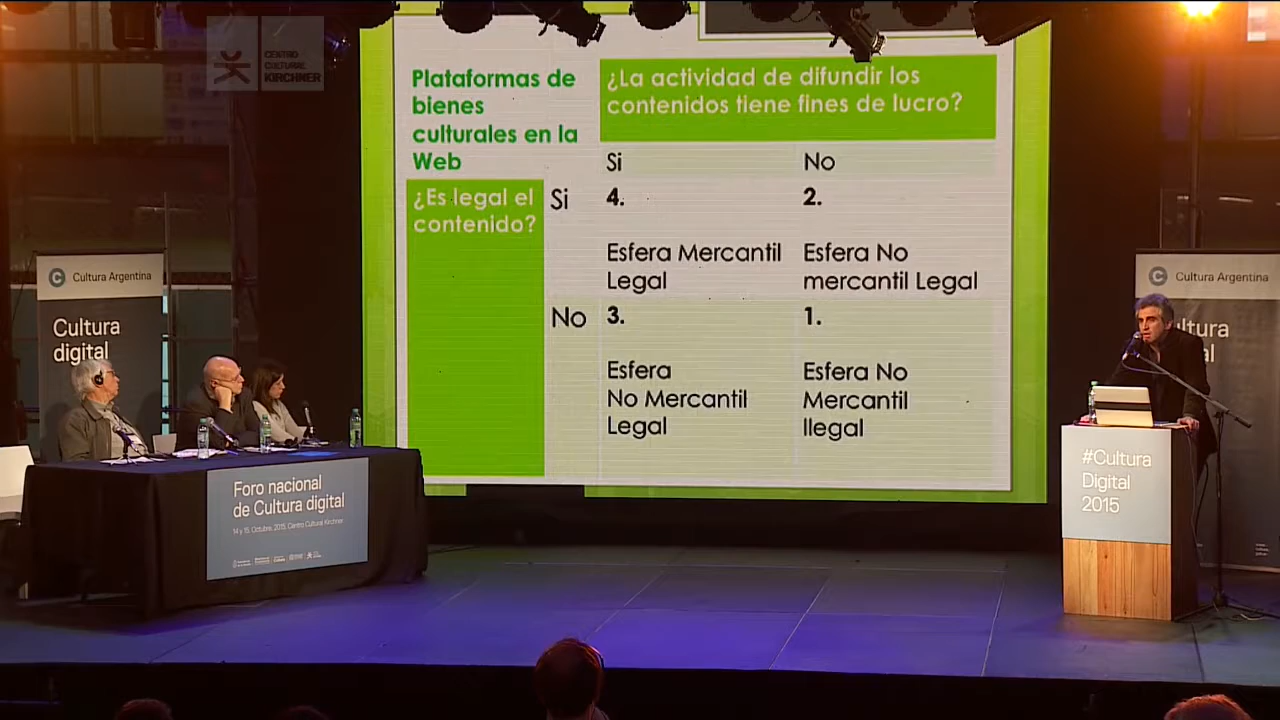 CENTRO
CULTURAL
KIRCHNER
Plataformas de
bienes
culturales en la
Web
¿La actividad de difundir los
contenidos tiene fines de lucro?
Si
No
¿Es legal el
contenido?
Si
4.
2.
Esfera Mercantil
Legal
Esfera No
mercantil Legal
No
3.
1.
Esfera
No Mercantil
Legal
Esfera No
Mercantil
Ilegal
Cultura Argentina
Cultura
digital
Cultura Argentina
ltura
al
Foro nacional
de Cultura digital
14 y 15. Octubre. 2015. Centro Cultural Kirchner
#Cultura
Digital
2015